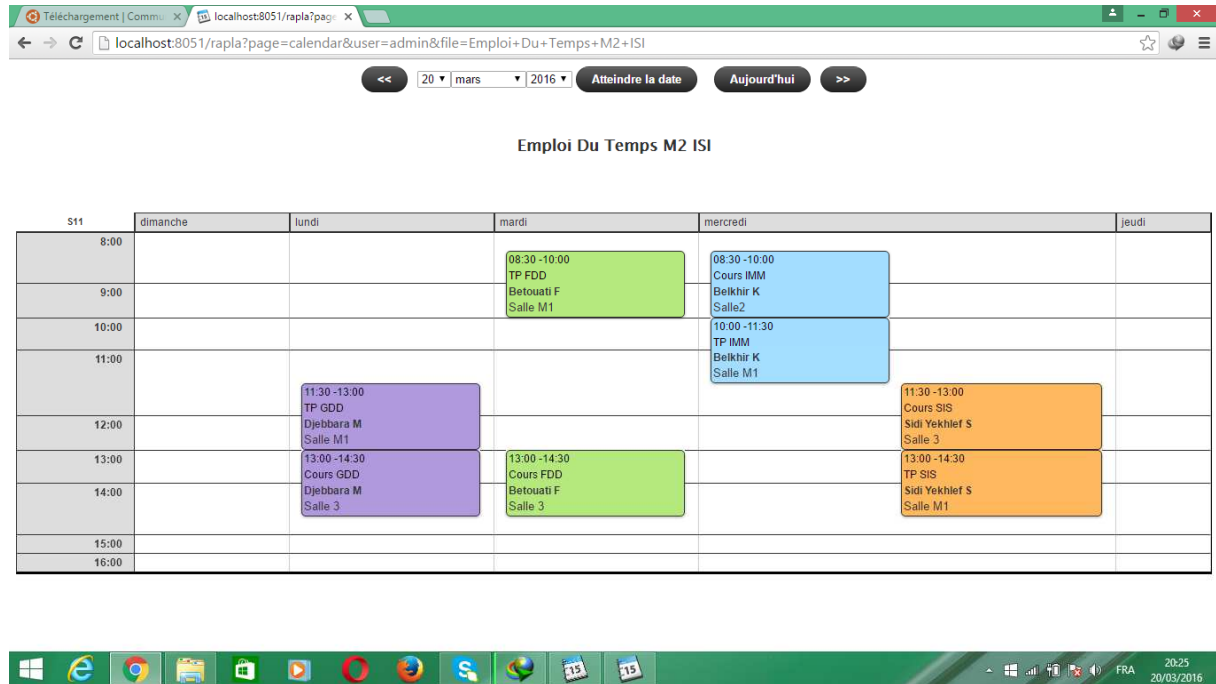 Téléchargement | Commu
localhost:8051/rapla?page
localhost:8051/rapla?page=calendar&user=admin&file=Emploi+Du+Temps+M2+ISI
<< 20 mars 2016 Atteindre la date Aujourd'hui >>
Emploi Du Temps M2 ISI
S11 dimanche lundi mardi mercredi jeudi
8:00
08:30 -10:00
TP FDD
Betouati F
Salle M1
08:30 -10:00
Cours IMM
Belkhir K
Salle2
9:00
10:00
10:00 -11:30
TP IMM
Belkhir K
Salle M1
11:00
11:30 -13:00
TP GDD
Djebbara M
Salle M1
11:30 -13:00
Cours SIS
Sidi Yekhlef S
Salle 3
12:00
13:00
13:00 -14:30
Cours GDD
Djebbara M
Salle 3
13:00 -14:30
Cours FDD
Betouati F
Salle 3
13:00 -14:30
TP SIS
Sidi Yekhlef S
Salle M1
14:00
15:00
16:00
15
15
FRA
20:25
20/03/2016